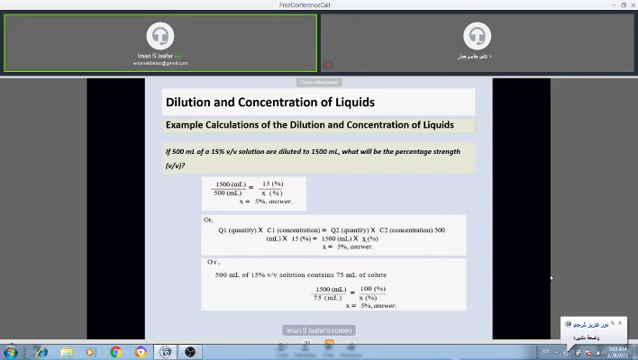 FreeConferenceCall
Iman S Jaafar
علي جاسم جبار
Dilution and Concentration of Liquids
Example Calculations of the Dilution and Concentration of Liquids
If 500 mL of a 15% v/v solution are diluted to 1500 mL, what will be the percentage strength
(v/v)?
1500 (mL) = 15 (%)
500 (mL) x (%)
x = 5%, answer.
Or,
Q1 (quantity) X C1 (concentration) = Q2 (quantity) X C2 (concentration) 500
(mL) X 15 (%) = 1500 (mL) X x (%)
x = 5%, answer.
Or,
500 mL of 15% v/v solution contains 75 mL of solute
1500 (mL) = 100 (%)
75 (mL) x (%)
x = 5%, answer.
Iman S Jaafar's screen
EN